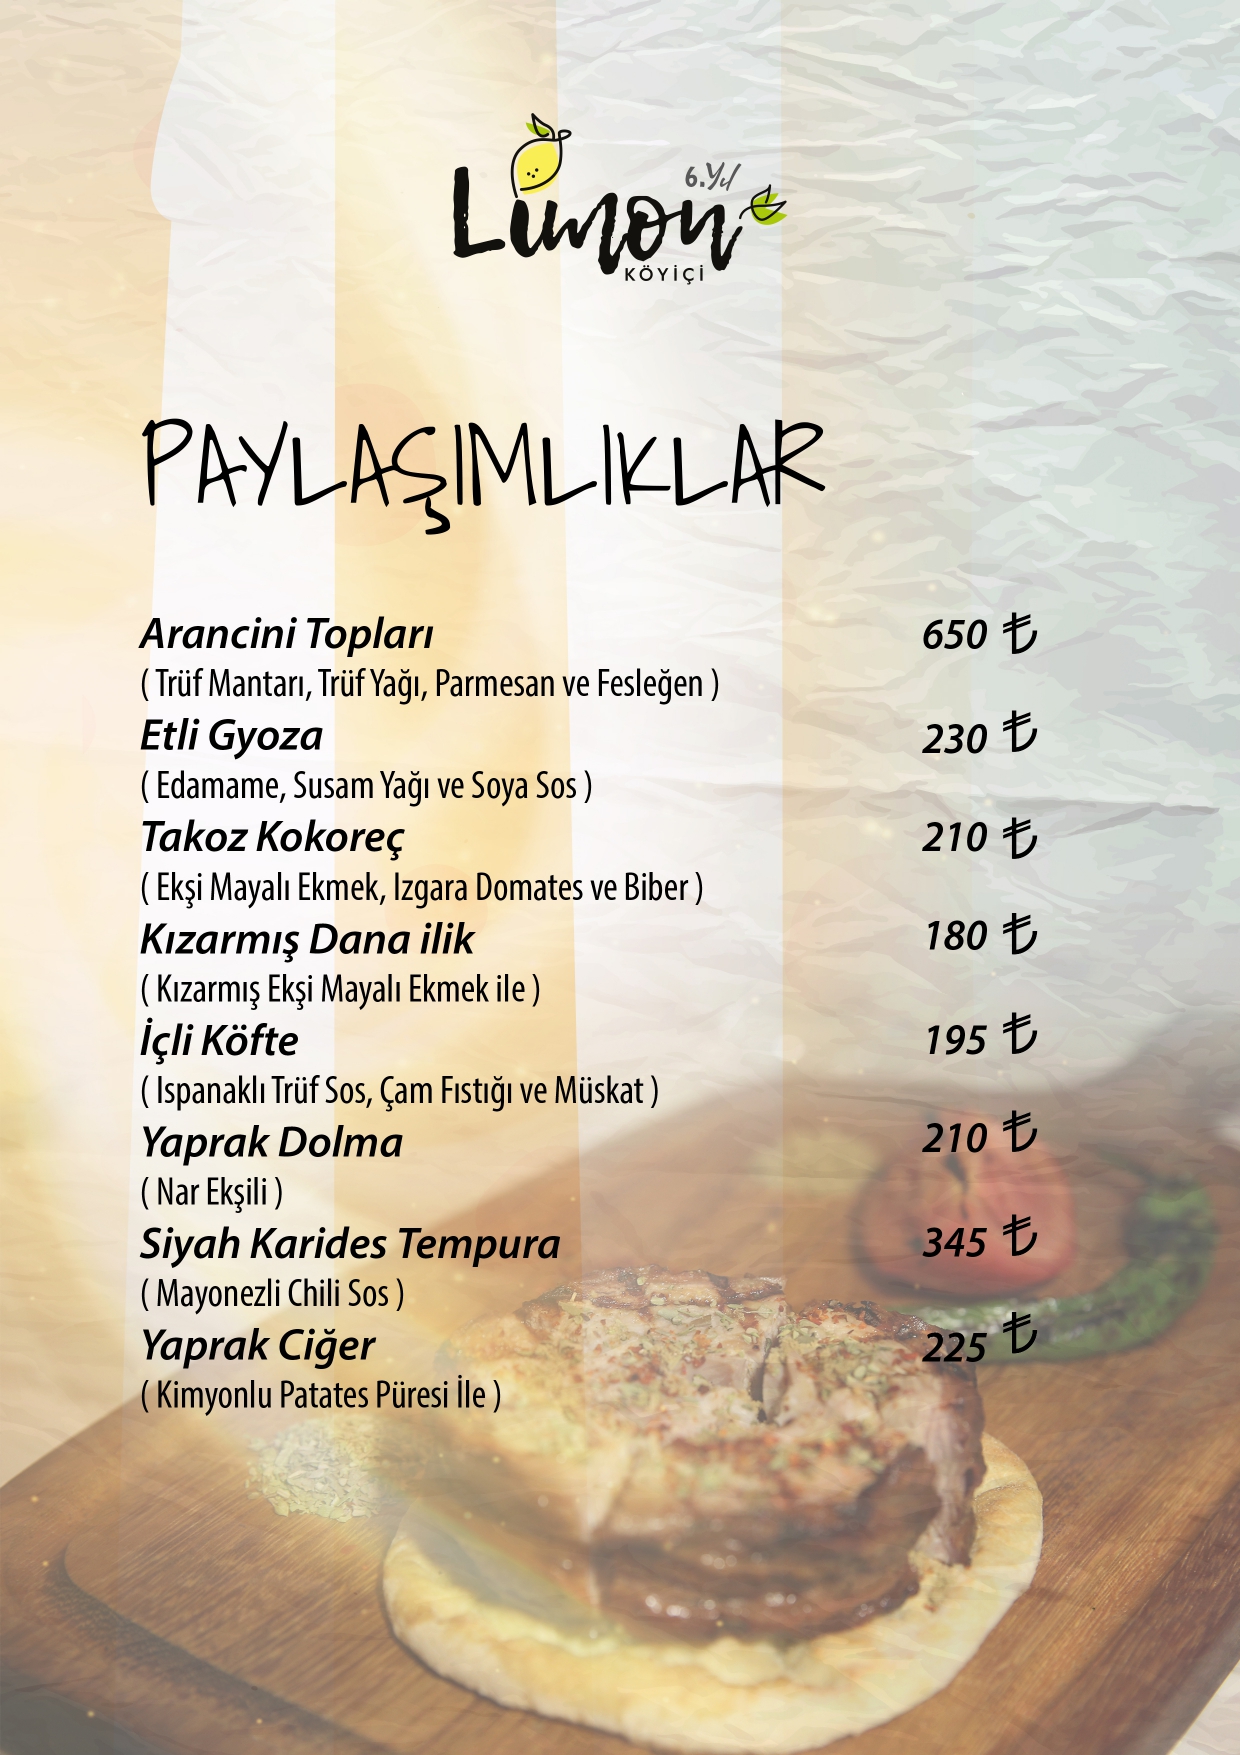 6.Yıl
Limon
KÖYİÇİ
PAYLAŞIMLIKLAR
Arancini Topları 650 ₺
( Trüf Mantarı, Trüf Yağı, Parmesan ve Fesleğen )
Etli Gyoza 230 ₺
( Edamame, Susam Yağı ve Soya Sos )
Takoz Kokoreç 210 ₺
( Ekşi Mayalı Ekmek, Izgara Domates ve Biber )
Kızarmış Dana ilik 180 ₺
( Kızarmış Ekşi Mayalı Ekmek ile )
İçli Köfte 195 ₺
( Ispanaklı Trüf Sos, Çam Fıstığı ve Müskat )
Yaprak Dolma 210 ₺
( Nar Ekşili )
Siyah Karides Tempura 345 ₺
( Mayonezli Chili Sos )
Yaprak Ciğer 225 ₺
( Kimyonlu Patates Püresi İle )